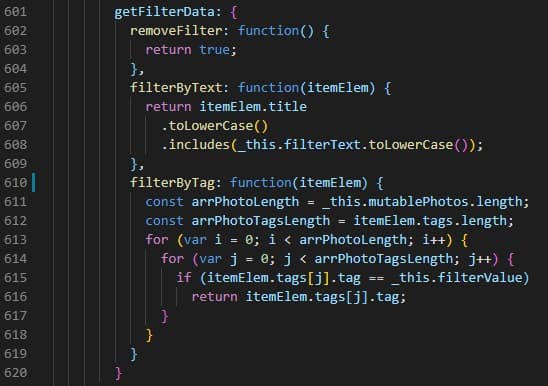 601 getFilterData: {
602 removeFilter: function() {
603 return true;
604 },
605 filterByText: function(itemElem) {
606 return itemElem.title
607 .toLowerCase()
608 .includes(_this.filterText.toLowerCase());
609 },
610 filterByTag: function(itemElem) {
611 const arrPhotoLength = _this.mutablePhotos.length;
612 const arrPhotoTagsLength = itemElem.tags.length;
613 for (var i = 0; i < arrPhotoLength; i++) {
614 for (var j = 0; j < arrPhotoTagsLength; j++) {
615 if (itemElem.tags[j].tag == _this.filterValue)
616 return itemElem.tags[j].tag;
617 }
618 }
619 }
620 }